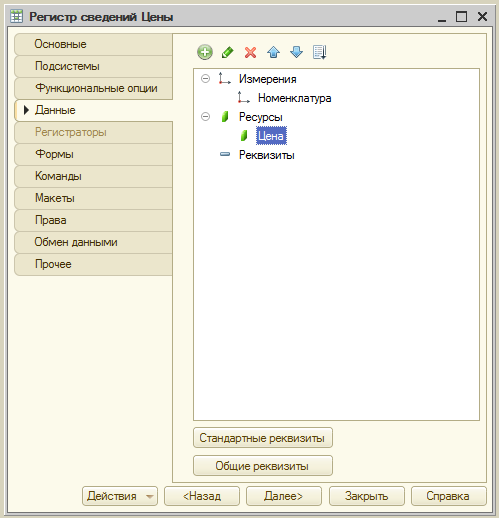 Регистр сведений Цены
Основные
Подсистемы
Функциональные опции
Данные
Регистраторы
Формы
Команды
Макеты
Права
Обмен данными
Прочее
Измерения
Номенклатура
Ресурсы
Цена
Реквизиты
Стандартные реквизиты
Общие реквизиты
Действия <Назад Далее> Закрыть Справка